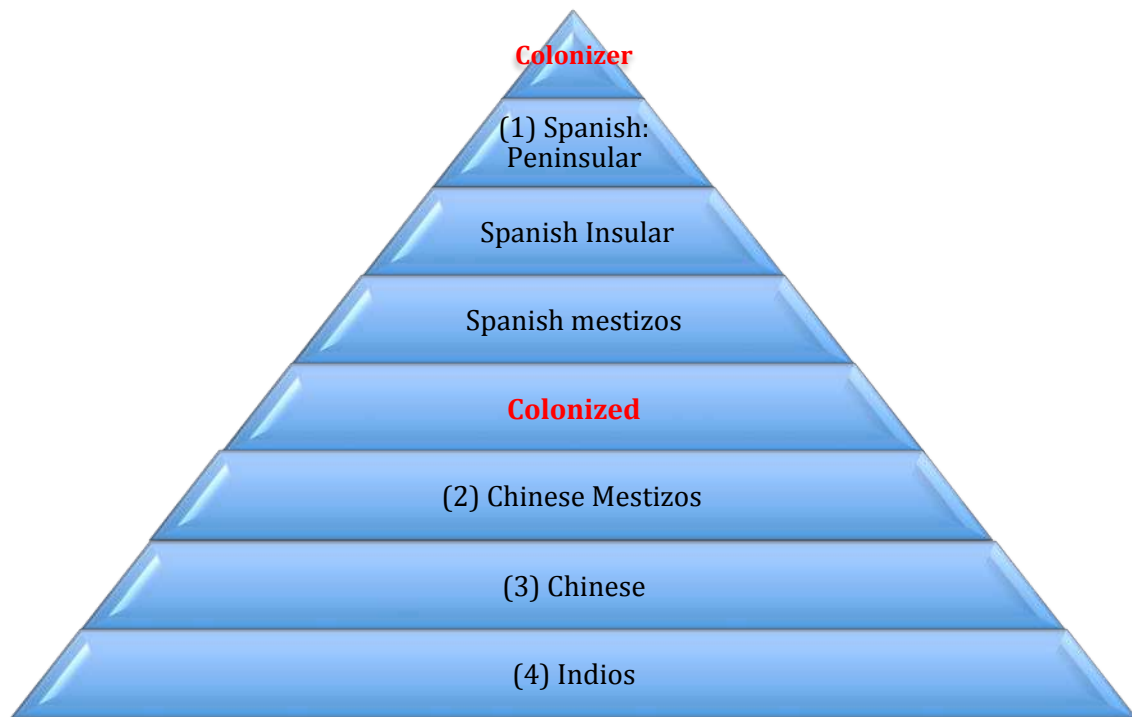 Colonizer
(1) Spanish:
Peninsular
Spanish Insular
Spanish mestizos
Colonized
(2) Chinese Mestizos
(3) Chinese
(4) Indios